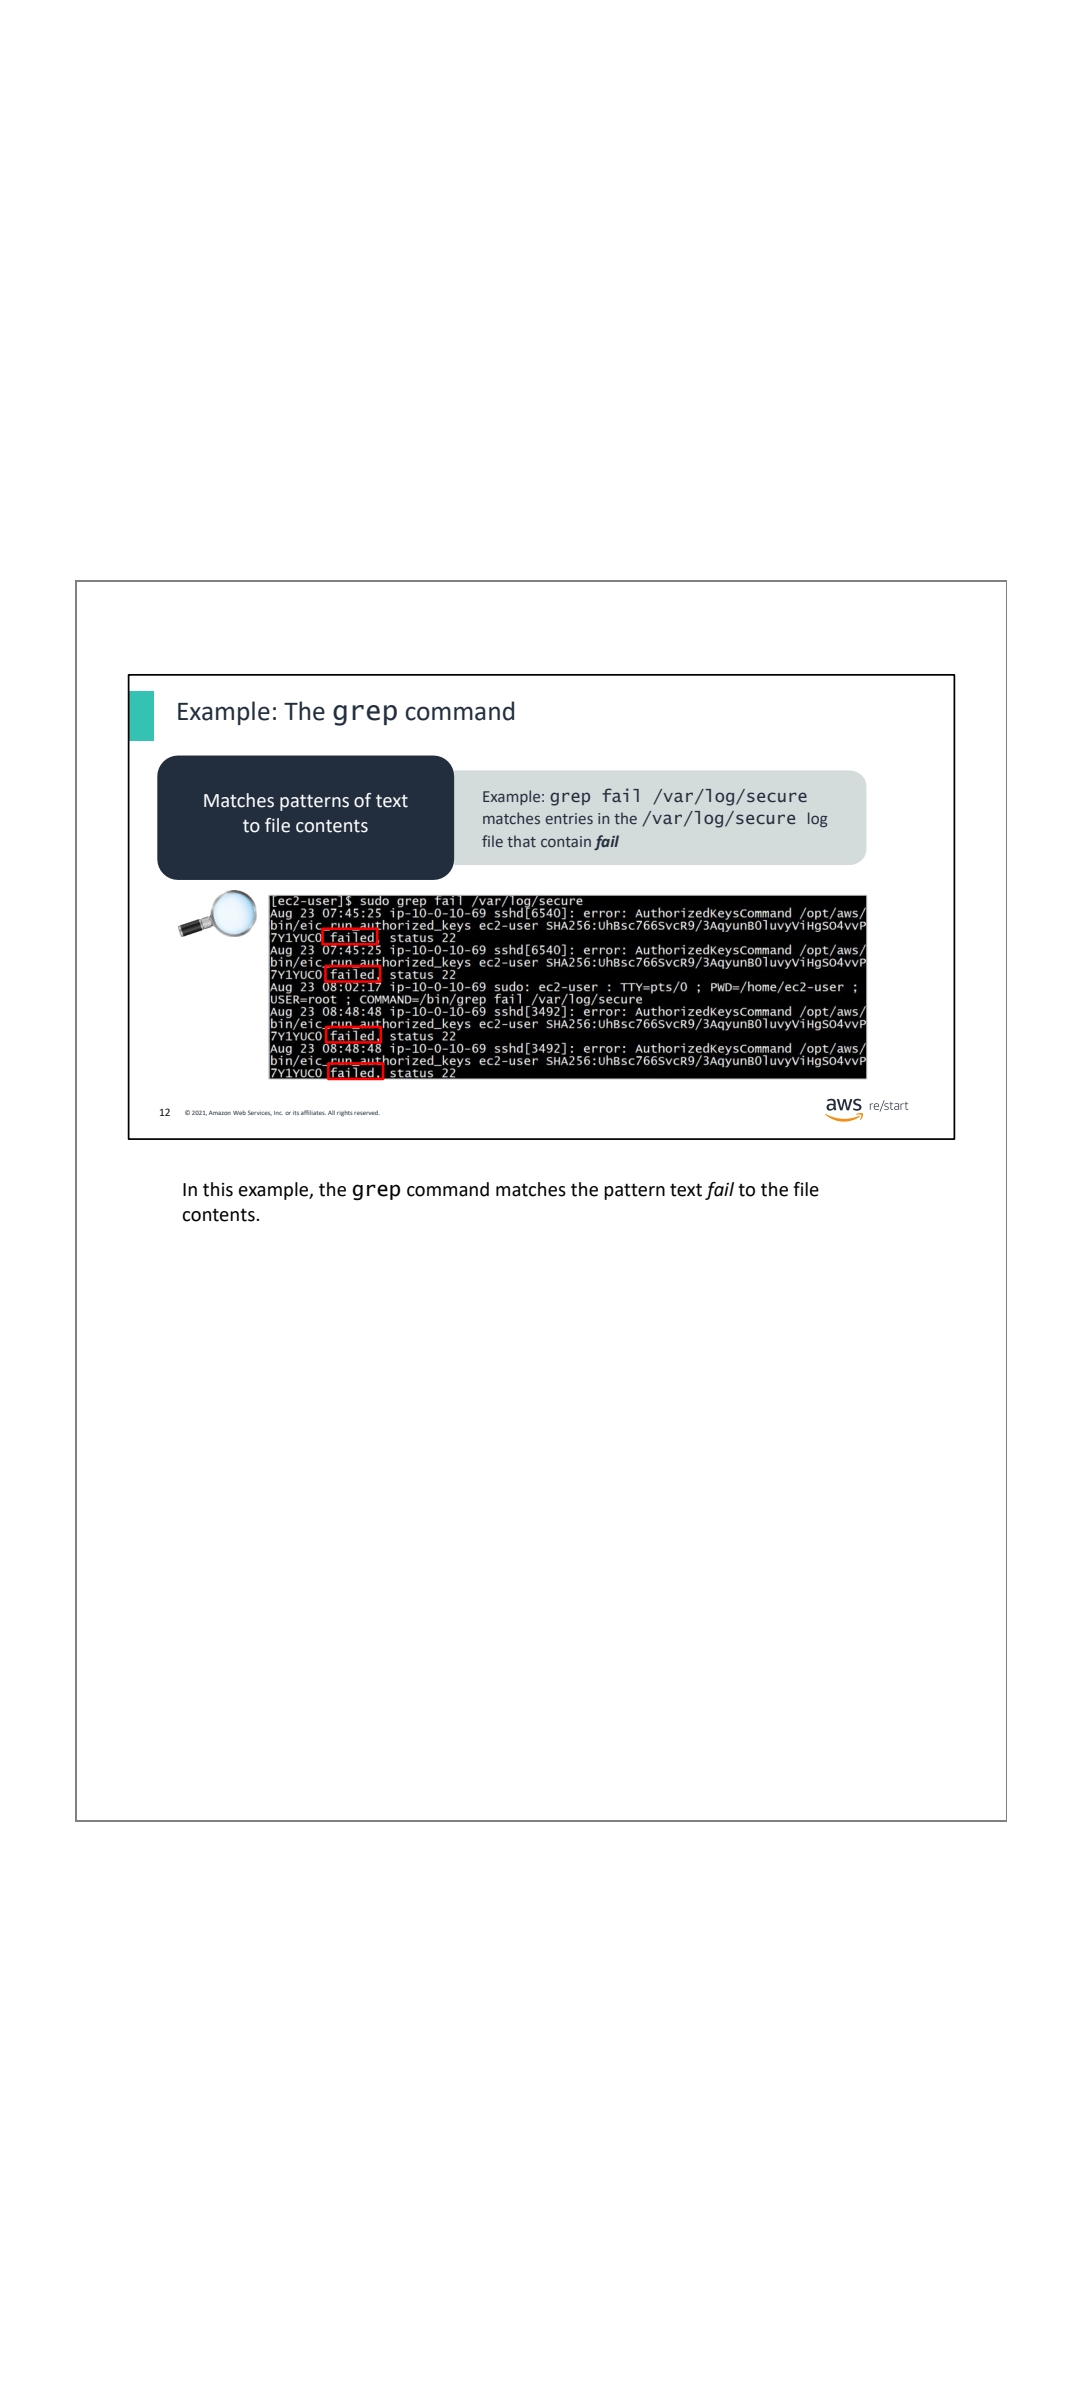 Example: The grep command
Matches patterns of text
to file contents
Example: grep fail /var/log/secure
matches entries in the /var/log/secure log
file that contain fail
[ec2-user]$ sudo grep fail /var/log/secure
Aug 23 07:45:25 ip-10-0-10-69 sshd[6540]: error: AuthorizedKeysCommand /opt/aws/
bin/eic_run_authorized_keys ec2-user SHA256:UhBsc766SvcR9/3AqyunB0luvyViHgSO4vvP
7Y1YUCO failed, status 22
Aug 23 07:45:25 ip-10-0-10-69 sshd[6540]: error: AuthorizedKeysCommand /opt/aws/
bin/eic_run_authorized_keys ec2-user SHA256:UhBsc766SvcR9/3AqyunB0luvyViHgSO4vvP
7Y1YUCO failed, status 22
Aug 23 08:02:17 ip-10-0-10-69 sudo: ec2-user : TTY=pts/0 ; PWD=/home/ec2-user ;
USER=root ; COMMAND=/bin/grep fail /var/log/secure
Aug 23 08:48:48 ip-10-0-10-69 sshd[3492]: error: AuthorizedKeysCommand /opt/aws/
bin/eic_run_authorized_keys ec2-user SHA256:UhBsc766SvcR9/3AqyunB0luvyViHgSO4vvP
7Y1YUCO failed, status 22
Aug 23 08:48:48 ip-10-0-10-69 sshd[3492]: error: AuthorizedKeysCommand /opt/aws/
bin/eic_run_authorized_keys ec2-user SHA256:UhBsc766SvcR9/3AqyunB0luvyViHgSO4vvP
7Y1YUCO failed, status 22
12 © 2021, Amazon Web Services, Inc. or its affiliates. All rights reserved.
aws re/start
In this example, the grep command matches the pattern text fail to the file
contents.